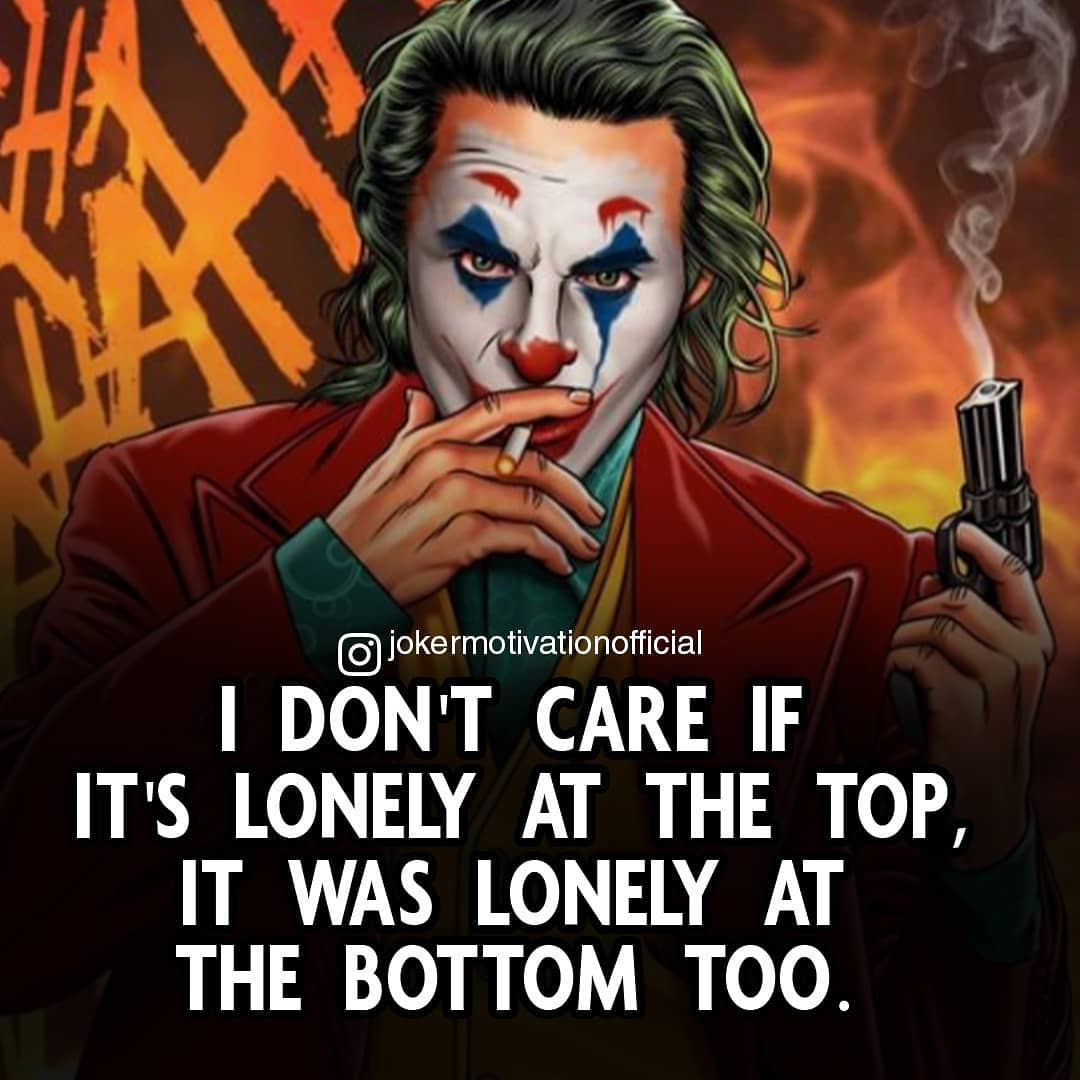 HA
HA
jokermotivationofficial
I DON'T CARE IF
IT'S LONELY AT THE TOP,
IT WAS LONELY AT
THE BOTTOM TOO.